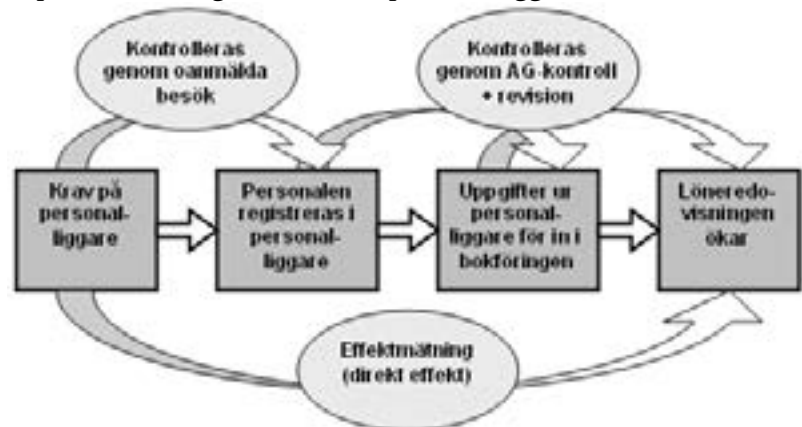 Kontrolleras
genom oanmälda
besök
Kontrolleras
genom AG-kontroll
+ revision
Krav på
personal-
liggare
Personalen
registreras i
personal-
liggare
Uppgifter ur
personal-
liggare för in i
bokföringen
Löneredo-
visningen
ökar
Effektmätning
(direkt effekt)